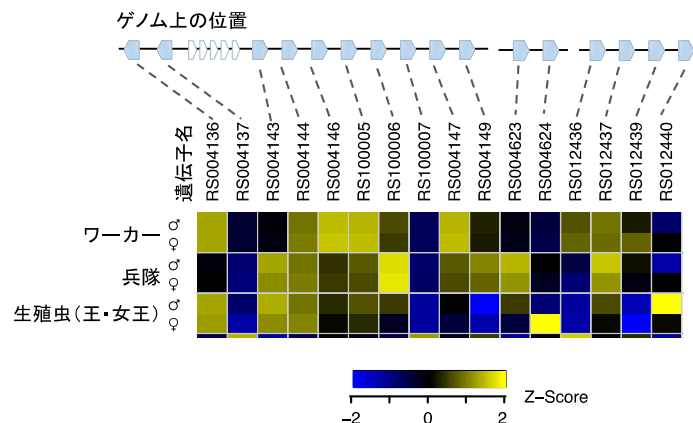 ゲノム上の位置
遺伝子名
RS004136
RS004137
RS004143
RS004144
RS004146
RS100005
RS100006
RS100007
RS004147
RS004149
RS004623
RS004624
RS012436
RS012437
RS012439
RS012440
ワーカー ♂
♀
兵隊 ♂
♀
生殖虫(王・女王) ♂
♀
Z−Score
−2 0 2